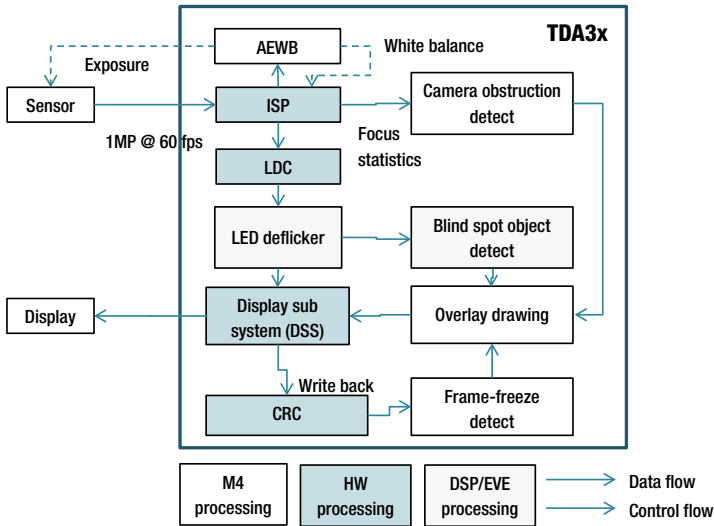 TDA3x
AEWB
White balance
Exposure
Sensor
ISP
Camera obstruction
detect
1MP @ 60 fps
Focus
statistics
LDC
LED deflicker
Blind spot object
detect
Display
Display sub
system (DSS)
Overlay drawing
Write back
CRC
Frame-freeze
detect
M4
processing
HW
processing
DSP/EVE
processing
Data flow
Control flow